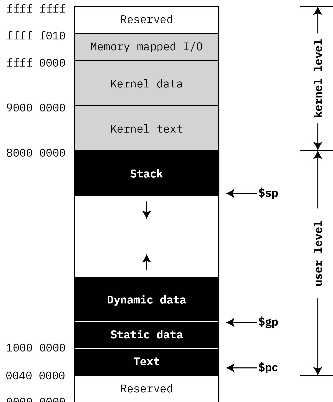 ffff ffff
Reserved
ffff f010
Memory mapped I/O
ffff 0000
Kernel data
9000 0000
Kernel text
8000 0000
kernel level
Stack
$sp
user level
Dynamic data
$gp
Static data
1000 0000
Text
$pc
0040 0000
Reserved
0000 0000